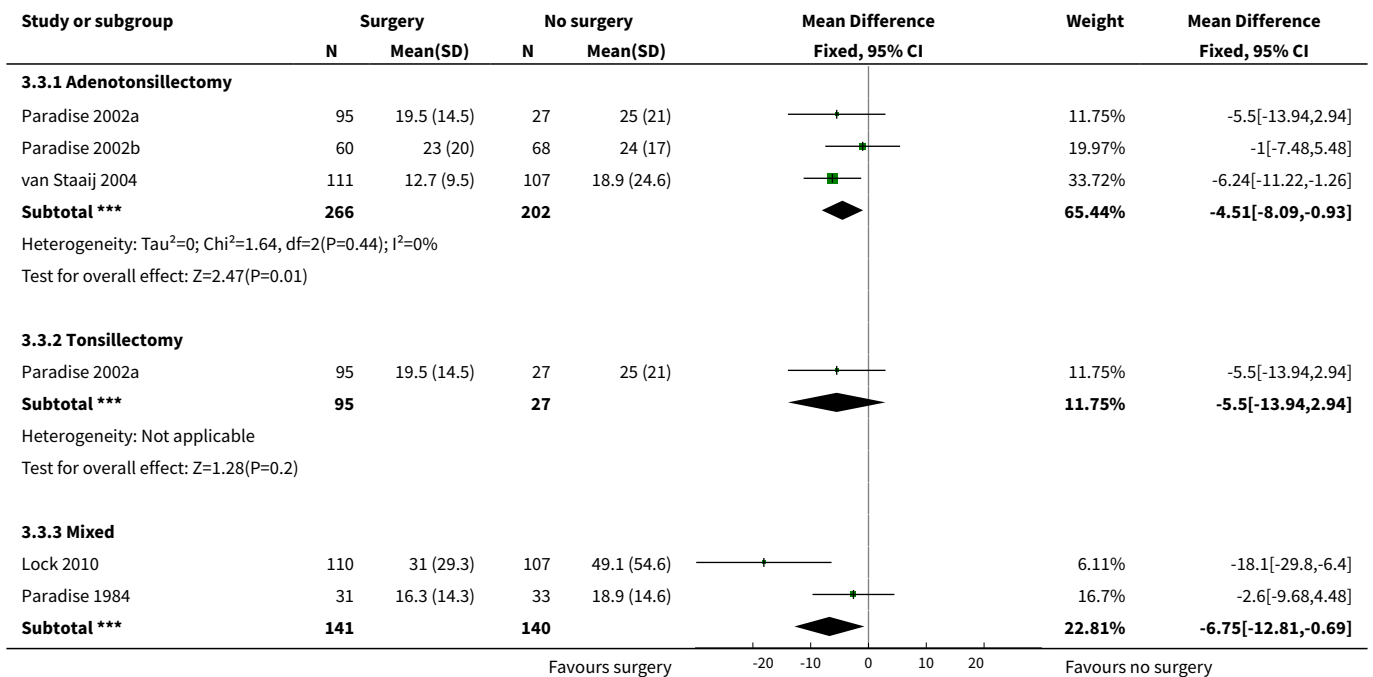 Study or subgroup Surgery No surgery Mean Difference Weight Mean Difference
N Mean(SD) N Mean(SD) Fixed, 95% CI Fixed, 95% CI
3.3.1 Adenotonsillectomy
Paradise 2002a 95 19.5 (14.5) 27 25 (21) 11.75% -5.5[-13.94,2.94]
Paradise 2002b 60 23 (20) 68 24 (17) 19.97% -1[-7.48,5.48]
van Staaij 2004 111 12.7 (9.5) 107 18.9 (24.6) 33.72% -6.24[-11.22,-1.26]
Subtotal *** 266 202 65.44% -4.51[-8.09,-0.93]
Heterogeneity: Tau²=0; Chi²=1.64, df=2(P=0.44); I²=0%
Test for overall effect: Z=2.47(P=0.01)
3.3.2 Tonsillectomy
Paradise 2002a 95 19.5 (14.5) 27 25 (21) 11.75% -5.5[-13.94,2.94]
Subtotal *** 95 27 11.75% -5.5[-13.94,2.94]
Heterogeneity: Not applicable
Test for overall effect: Z=1.28(P=0.2)
3.3.3 Mixed
Lock 2010 110 31 (29.3) 107 49.1 (54.6) 6.11% -18.1[-29.8,-6.4]
Paradise 1984 31 16.3 (14.3) 33 18.9 (14.6) 16.7% -2.6[-9.68,4.48]
Subtotal *** 141 140 22.81% -6.75[-12.81,-0.69]
Favours surgery -20 -10 0 10 20 Favours no surgery